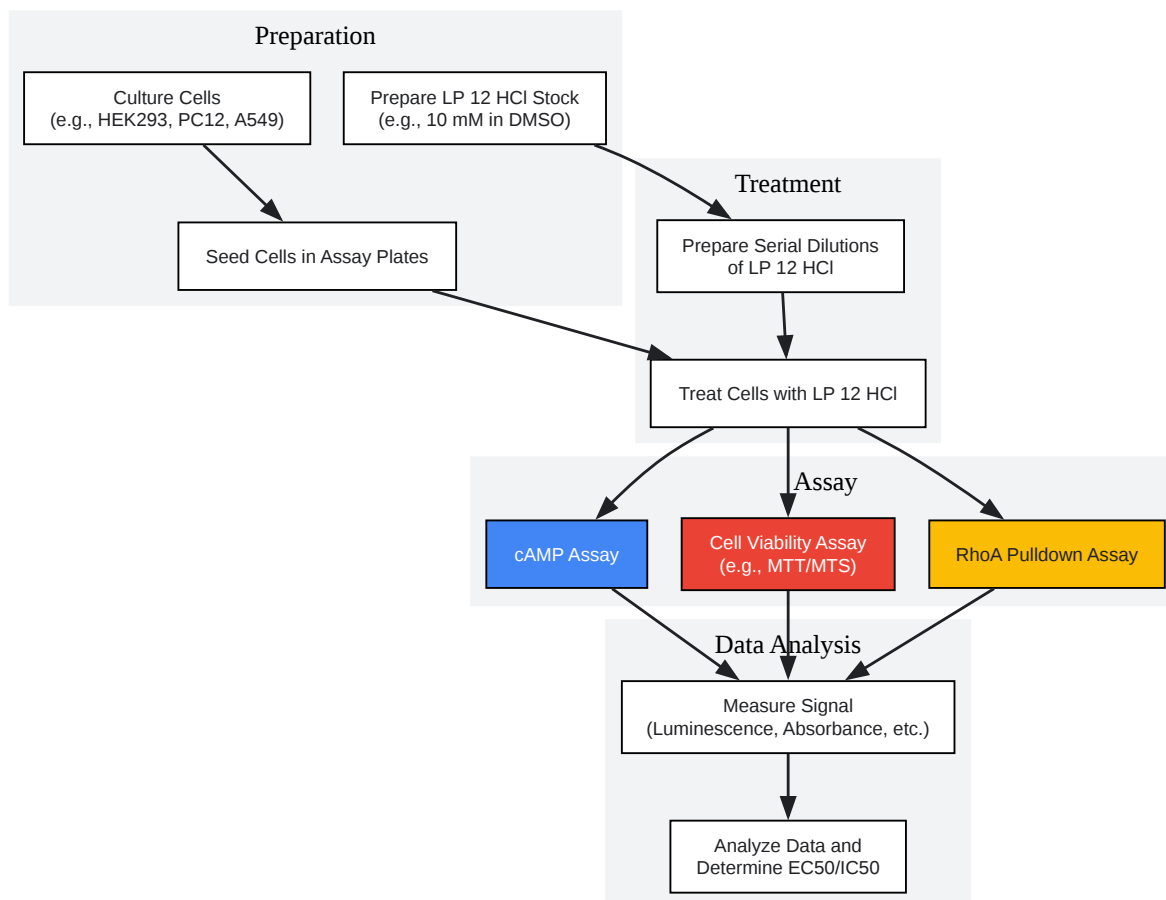 Preparation
Culture Cells
(e.g., HEK293, PC12, A549)
Prepare LP 12 HCl Stock
(e.g., 10 mM in DMSO)
Seed Cells in Assay Plates
Treatment
Prepare Serial Dilutions
of LP 12 HCl
Treat Cells with LP 12 HCl
Assay
cAMP Assay
Cell Viability Assay
(e.g., MTT/MTS)
RhoA Pulldown Assay
Data Analysis
Measure Signal
(Luminescence, Absorbance, etc.)
Analyze Data and
Determine EC50/IC50